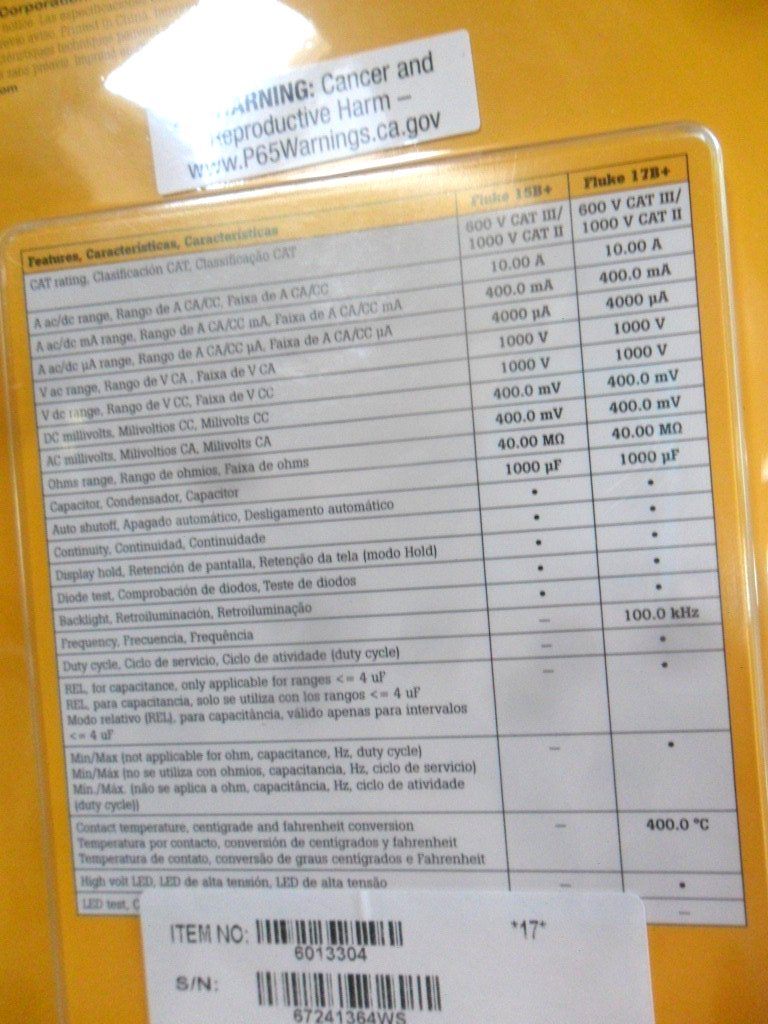 Corporation
notice. Las especificaciones
previo aviso. Printed in China,
om
WARNING: Cancer and
Reproductive Harm –
www.P65Warnings.ca.gov
Features, Características, Características Fluke 15B+ Fluke 17B+
CAT rating, Clasificación CAT, Classificação CAT 600 V CAT III/ 1000 V CAT II 600 V CAT III/ 1000 V CAT II
A ac/dc range, Rango de A CA/CC, Faixa de A CA/CC 10.00 A 10.00 A
A ac/dc mA range, Rango de A CA/CC mA, Faixa de A CA/CC mA 400.0 mA 400.0 mA
A ac/dc µA range, Rango de A CA/CC µA, Faixa de A CA/CC µA 4000 µA 4000 µA
V ac range, Rango de V CA , Faixa de V CA 1000 V 1000 V
V dc range, Rango de V CC, Faixa de V CC 1000 V 1000 V
DC millivolts, Milivoltios CC, Milivolts CC 400.0 mV 400.0 mV
AC millivolts, Milivoltios CA, Milivolts CA 400.0 mV 400.0 mV
Ohms range, Rango de ohmios, Faixa de ohms 40.00 MΩ 40.00 MΩ
Capacitor, Condensador, Capacitor 1000 µF 1000 µF
Auto shutoff, Apagado automático, Desligamento automático • •
Continuity, Continuidad, Continuidade • •
Display hold, Retención de pantalla, Retenção da tela (modo Hold) • •
Diode test, Comprobación de diodos, Teste de diodos • •
Backlight, Retroiluminación, Retroiluminação • •
Frequency, Frecuencia, Frequência – 100.0 kHz
Duty cycle, Ciclo de servicio, Ciclo de atividade (duty cycle) – •
REL, for capacitance, only applicable for ranges <= 4 uF – •
REL, para capacitancia, solo se utiliza con los rangos <= 4 uF
Modo relativo (REL), para capacitância, válido apenas para intervalos
<= 4 uF
Min/Max (not applicable for ohm, capacitance, Hz, duty cycle) – •
Min/Máx (no se utiliza con ohmios, capacitancia, Hz, ciclo de servicio)
Min./Máx. (não se aplica a ohm, capacitância, Hz, ciclo de atividade
(duty cycle))
Contact temperature, centigrade and fahrenheit conversion – 400.0 °C
Temperatura por contacto, conversión de centígrados y fahrenheit
Temperatura de contato, conversão de graus centígrados e Fahrenheit
High volt LED, LED de alta tensión, LED de alta tensão – •
LED test, –
ITEM NO: *17*
6013304
S/N:
67241364WS